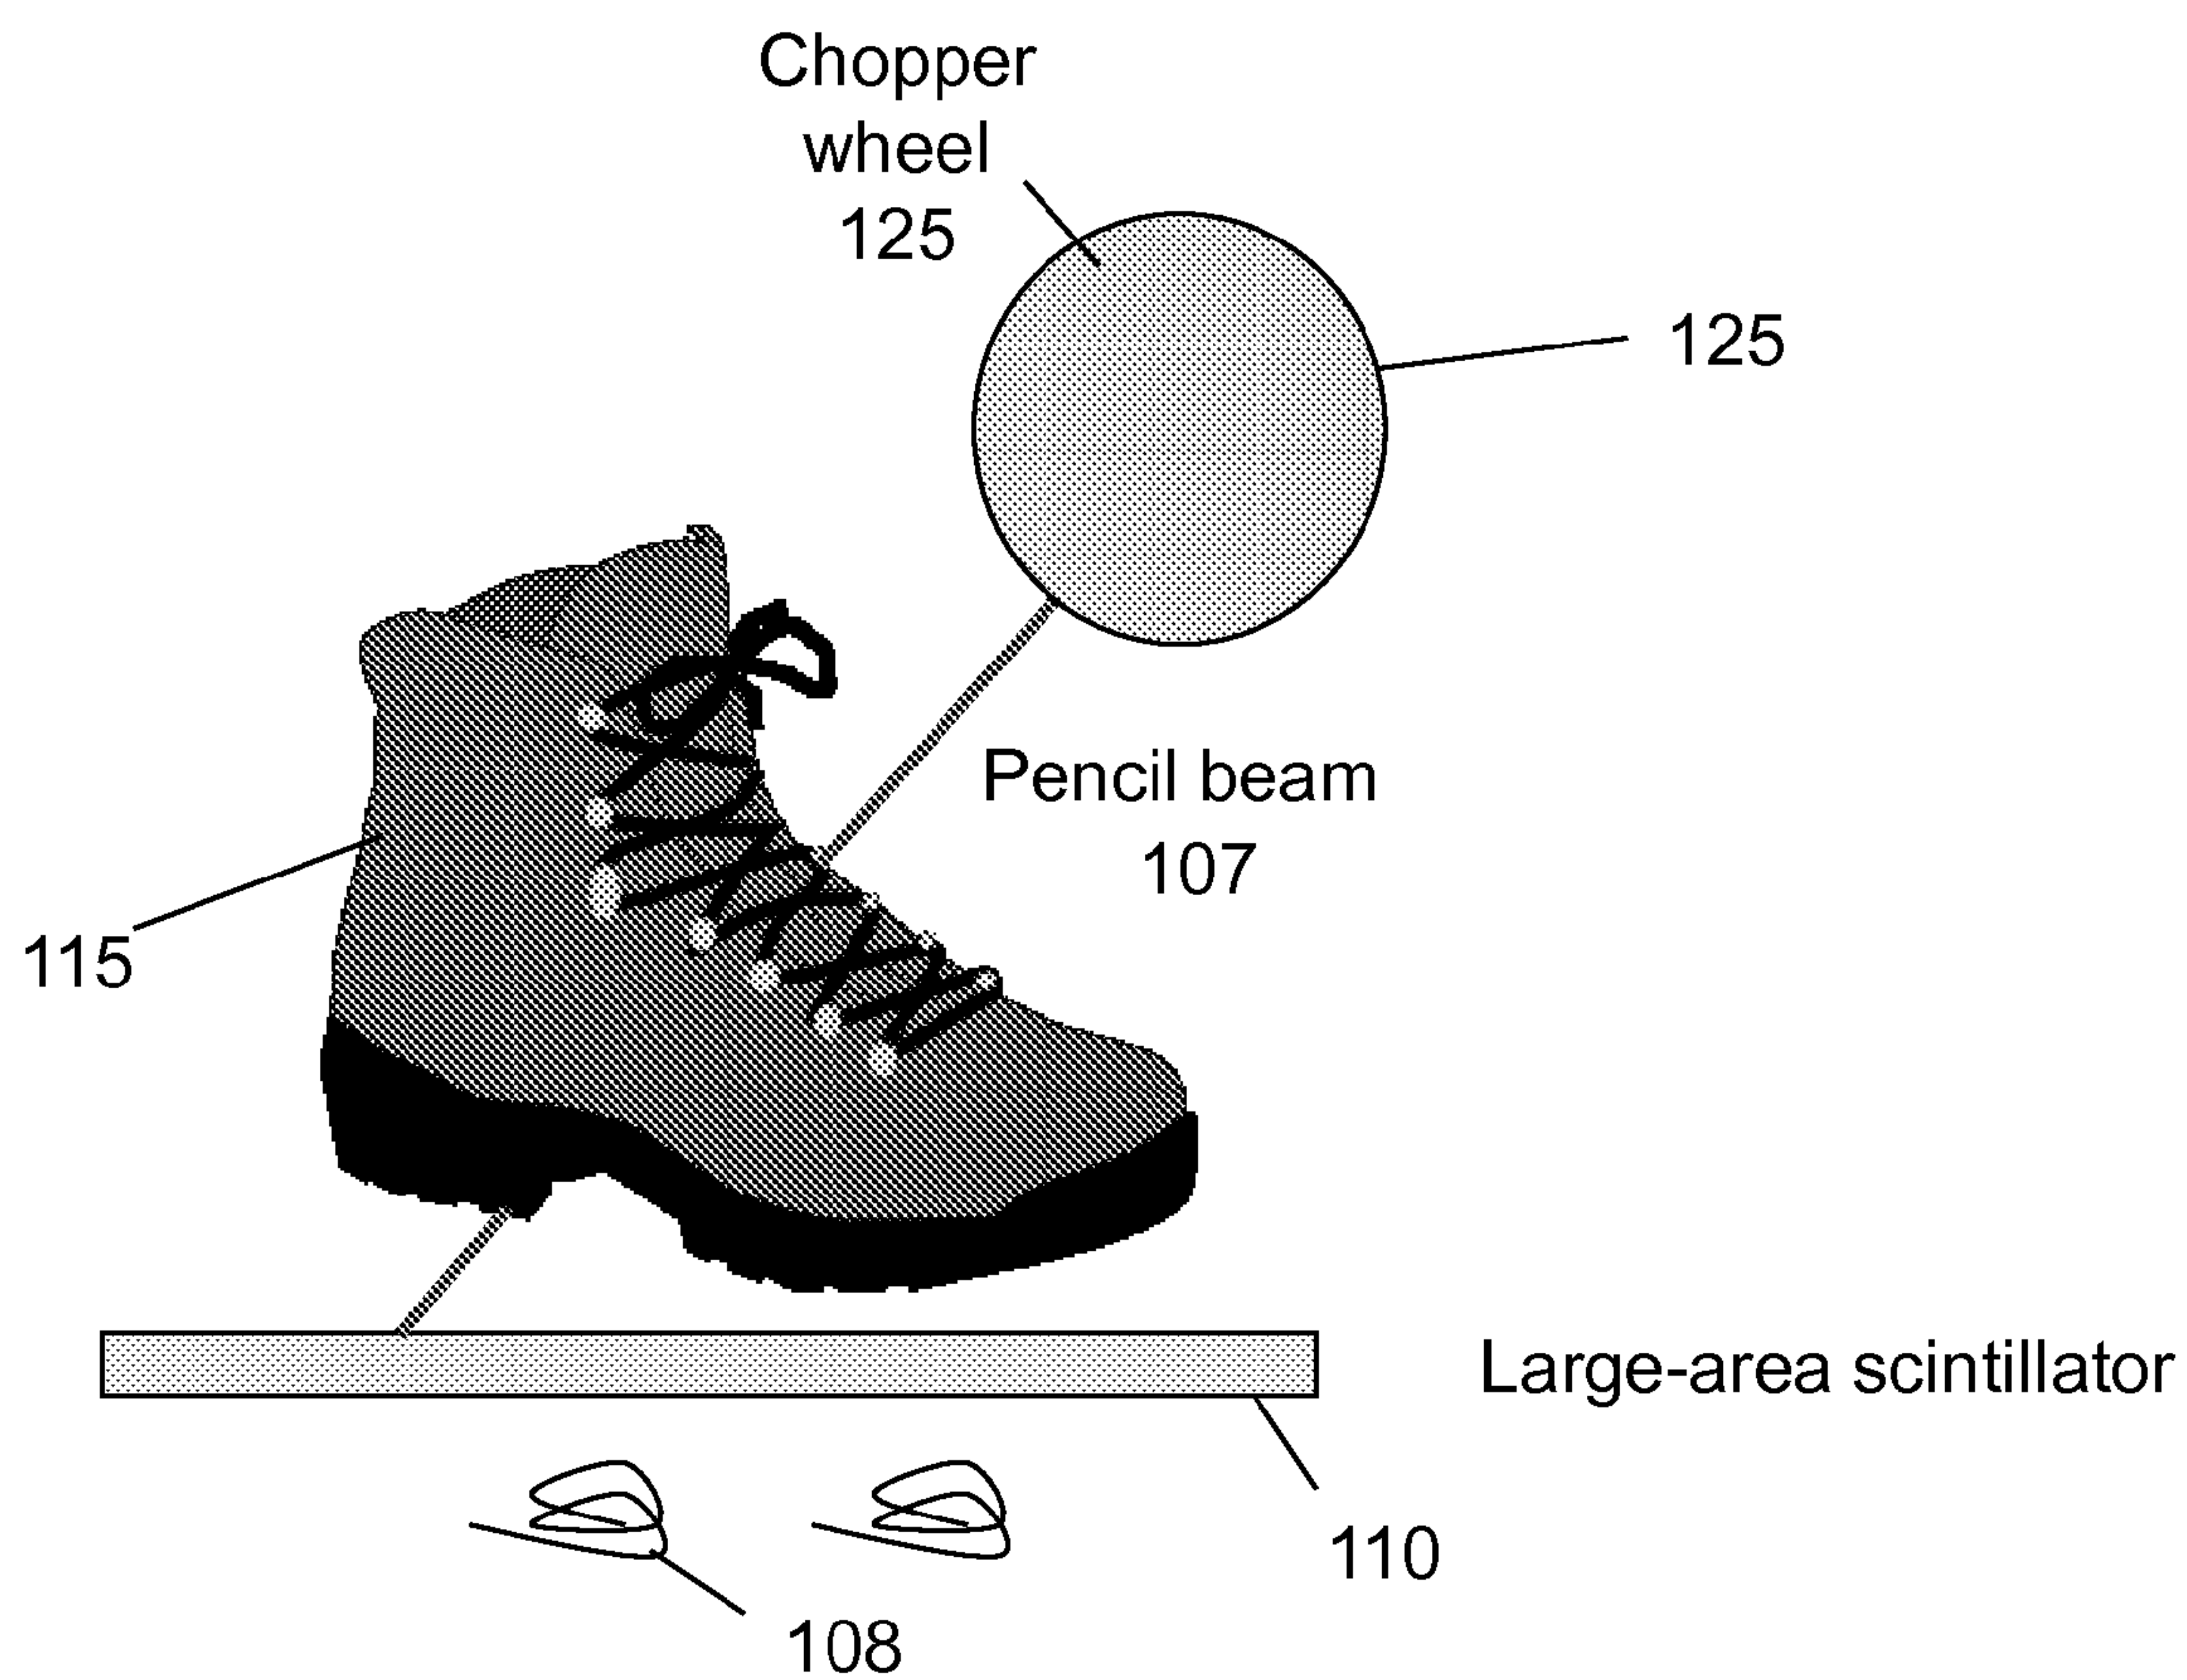 Chopper
wheel
125
125
Pencil beam
107
115
Large-area scintillator
110
108